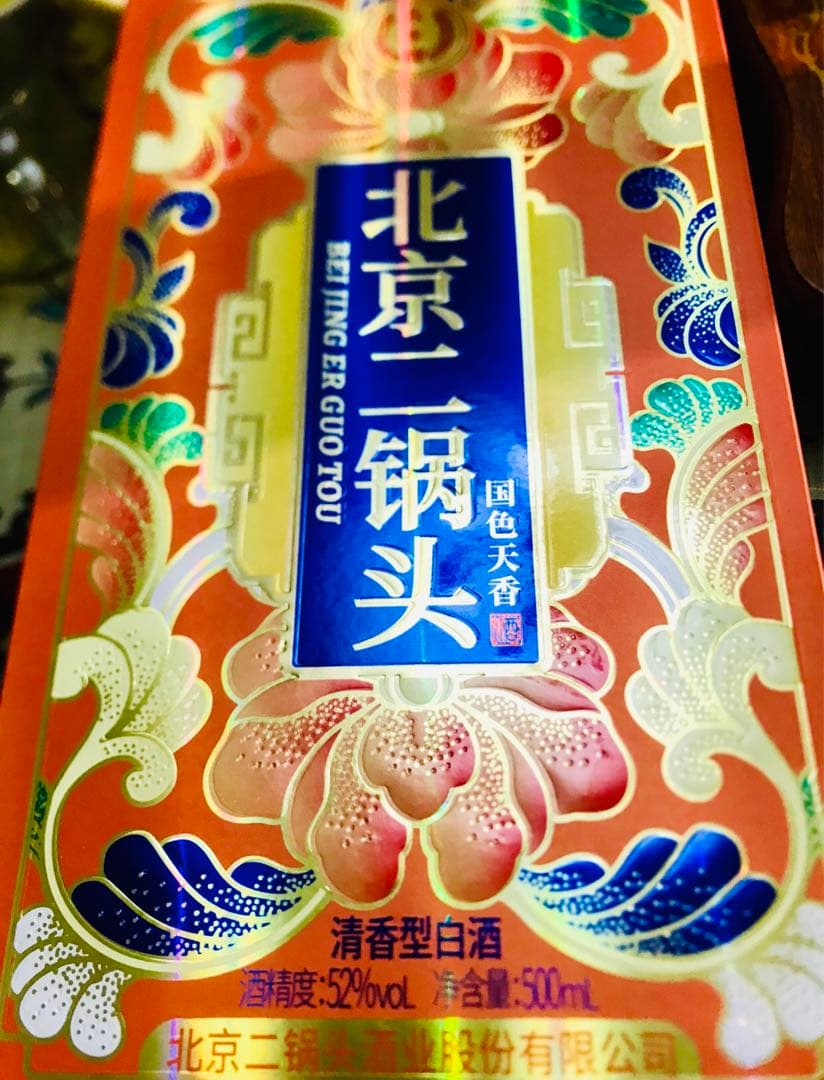 北京二锅头
BEI JING ER GUO TOU
国色天香
酒
清香型白酒
酒精度:52%vol 净含量:500mL
北京二锅头酒业股份有限公司